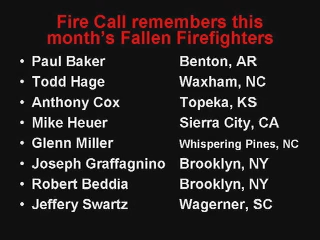 Fire Call remembers this
month's Fallen Firefighters
• Paul Baker Benton, AR
• Todd Hage Waxham, NC
• Anthony Cox Topeka, KS
• Mike Heuer Sierra City, CA
• Glenn Miller Whispering Pines, NC
• Joseph Graffagnino Brooklyn, NY
• Robert Beddia Brooklyn, NY
• Jeffery Swartz Wagerner, SC